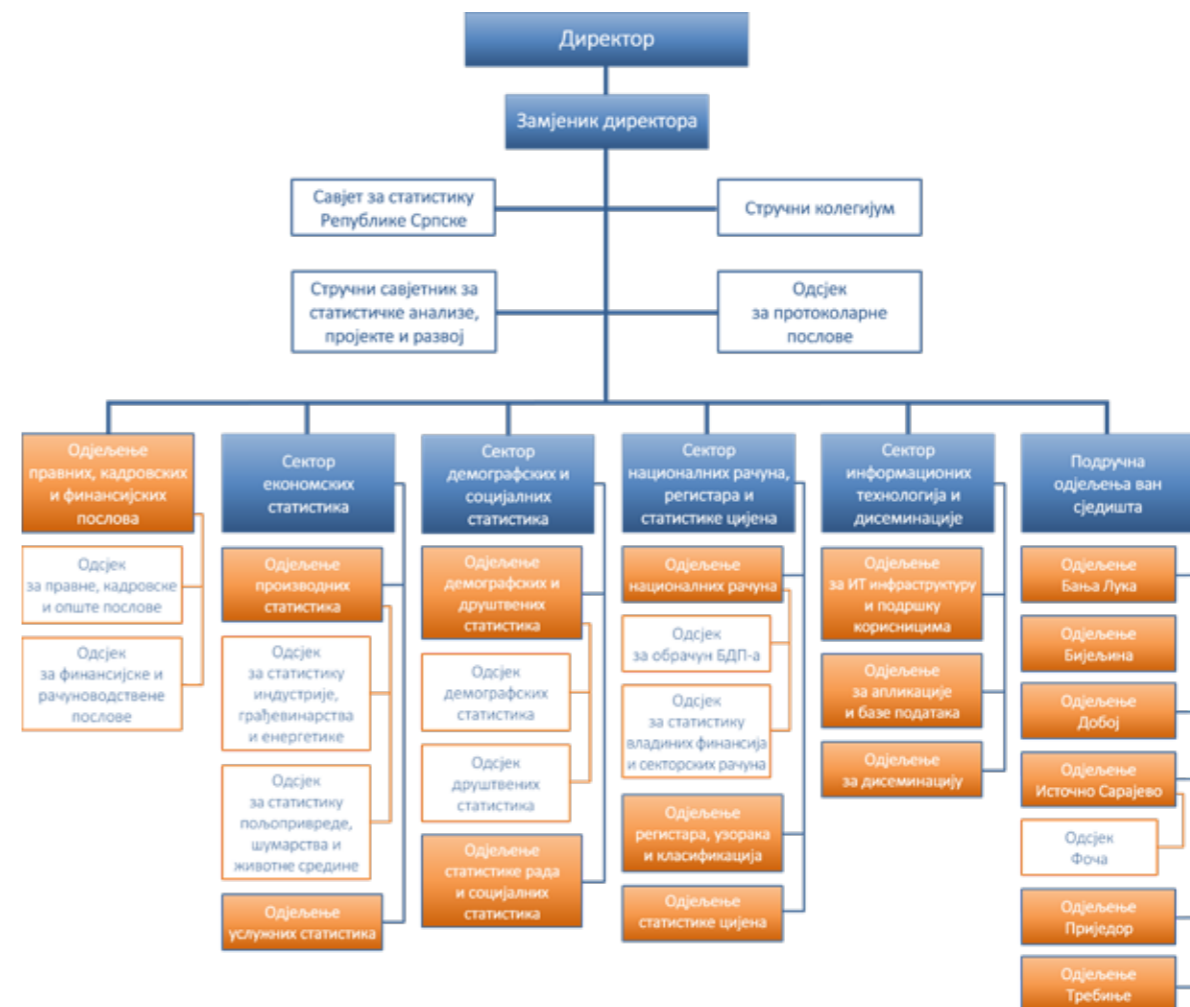 Директор
Замјеник директора
Савјет за статистику
Републике Српске
Стручни колегијум
Стручни савјетник за
статистичке анализе,
пројекте и развој
Одсјек
за протоколарне
послове
Одјељење
правних, кадровских
и финансијских
послова
Одсјек
за правне, кадровске
и опште послове
Одсјек
за финансијске и
рачуноводствене
послове
Сектор
економских
статистика
Одјељење
производних
статистика
Одсјек
за статистику
индустрије,
грађевинарства
и енергетике
Одсјек
за статистику
пољопривреде,
шумарства и
животне средине
Одјељење
услужних статистика
Сектор
демографских и
социјалних
статистика
Одјељење
демографских и
друштвених
статистика
Одсјек
демографских
статистика
Одсјек
друштвених
статистика
Одјељење
статистике рада
и социјалних
статистика
Сектор
националних рачуна,
регистара и
статистике цијена
Одјељење
националних рачуна
Одсјек
за обрачун БДП-а
Одсјек
за статистику
владиних финансија
и секторских рачуна
Одјељење
регистара, узорака
и класификација
Одјељење
статистике цијена
Сектор
информационих
технологија и
дисеминације
Одјељење
за ИТ инфраструктуру
и подршку
корисницима
Одјељење
за апликације
и базе података
Одјељење
за дисеминацију
Подручна
одјељења ван
сједишта
Одјељење
Бања Лука
Одјељење
Бијељина
Одјељење
Добој
Одјељење
Источно Сарајево
Одсјек
Фоча
Одјељење
Приједор
Одјељење
Требиње